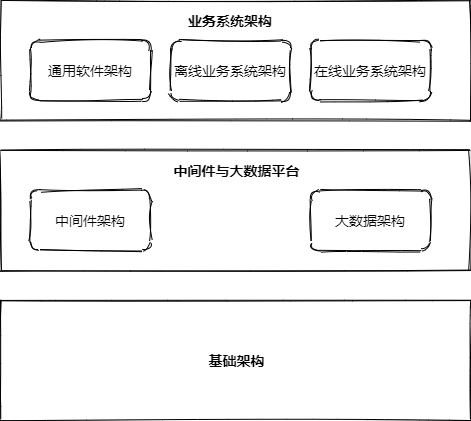 业务系统架构
通用软件架构
离线业务系统架构
在线业务系统架构
中间件与大数据平台
中间件架构
大数据架构
基础架构